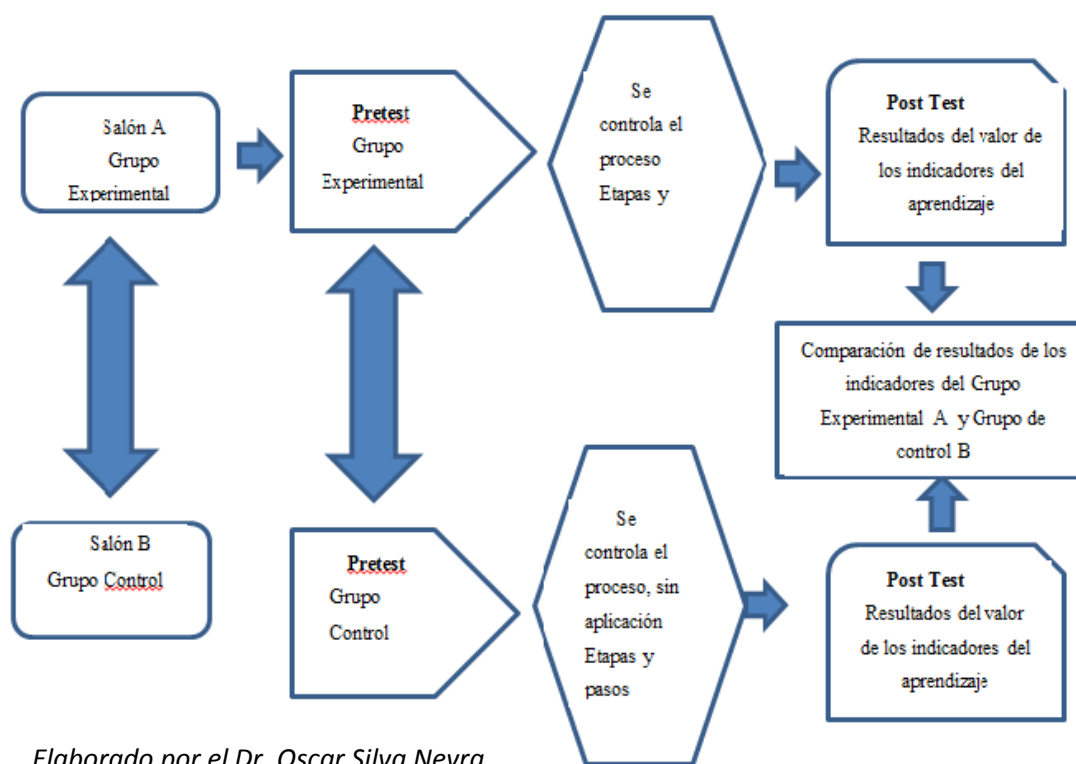 Salón A
Grupo
Experimental
Pretest
Grupo
Experimental
Se
controla el
proceso
Etapas y
Post Test
Resultados del valor de
los indicadores del
aprendizaje
Comparación de resultados de los
indicadores del Grupo
Experimental A y Grupo de
control B
Salón B
Grupo Control
Pretest
Grupo
Control
Se
controla el
proceso, sin
aplicación
Etapas y
pasos
Post Test
Resultados del valor
de los indicadores del
aprendizaje
Elaborado por el Dr. Oscar Silva Neyra